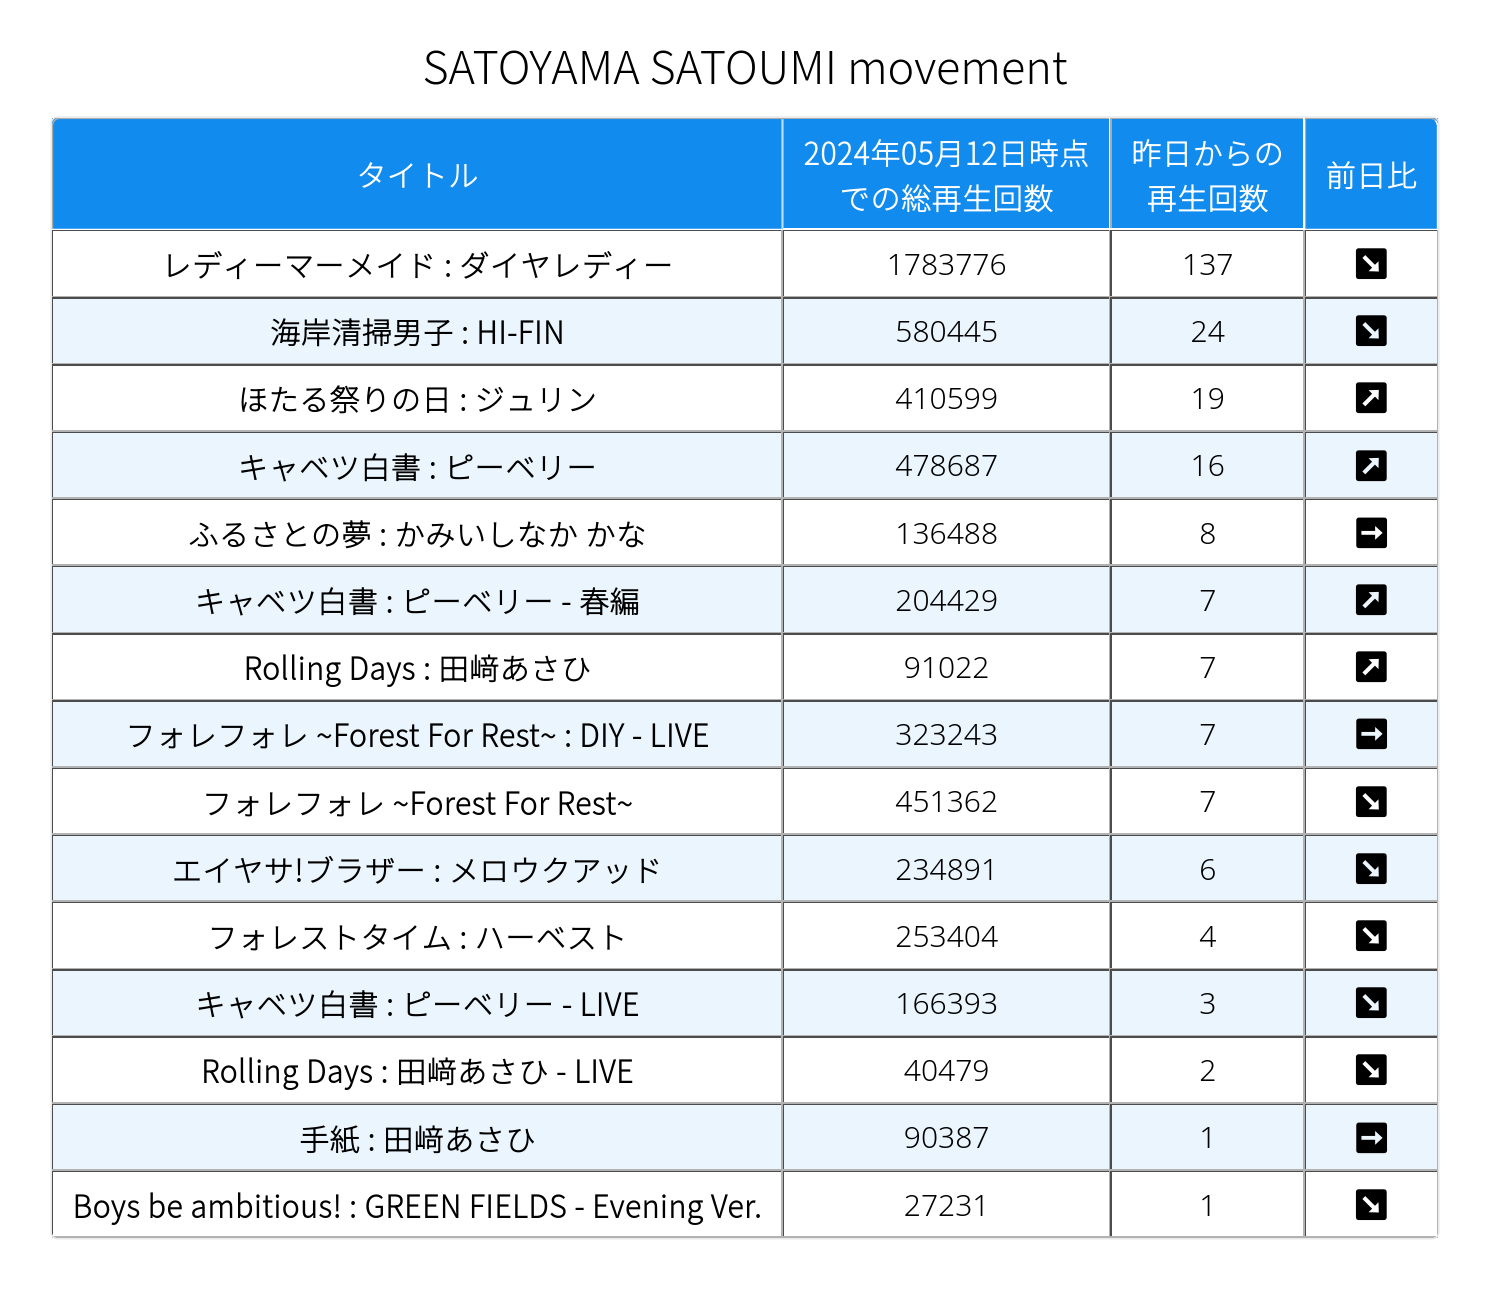 SATOYAMA SATOUMI movement
タイトル
2024年05月12日時点
での総再生回数
昨日からの
再生回数
前日比
レディーマーメイド : ダイヤレディー 1783776 137 ↘
海岸清掃男子 : HI-FIN 580445 24 ↘
ほたる祭りの日 : ジュリン 410599 19 ↗
キャベツ白書 : ピーベリー 478687 16 ↗
ふるさとの夢 : かみいしなか かな 136488 8 →
キャベツ白書 : ピーベリー - 春編 204429 7 ↗
Rolling Days : 田﨑あさひ 91022 7 ↗
フォレフォレ ~Forest For Rest~ : DIY - LIVE 323243 7 →
フォレフォレ ~Forest For Rest~ 451362 7 ↘
エイヤサ!ブラザー : メロウクアッド 234891 6 ↘
フォレストタイム : ハーベスト 253404 4 ↘
キャベツ白書 : ピーベリー - LIVE 166393 3 ↘
Rolling Days : 田﨑あさひ - LIVE 40479 2 ↘
手紙 : 田﨑あさひ 90387 1 →
Boys be ambitious! : GREEN FIELDS - Evening Ver. 27231 1 ↘